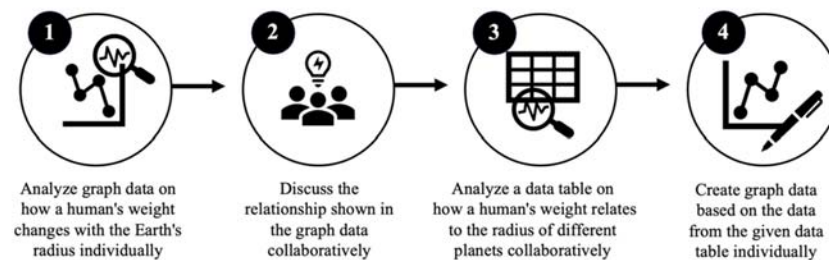 1
2
3
4
Analyze graph data on
how a human's weight
changes with the Earth's
radius individually
Discuss the
relationship shown in
the graph data
collaboratively
Analyze a data table on
how a human's weight relates
to the radius of different
planets collaboratively
Create graph data
based on the data
from the given data
table individually